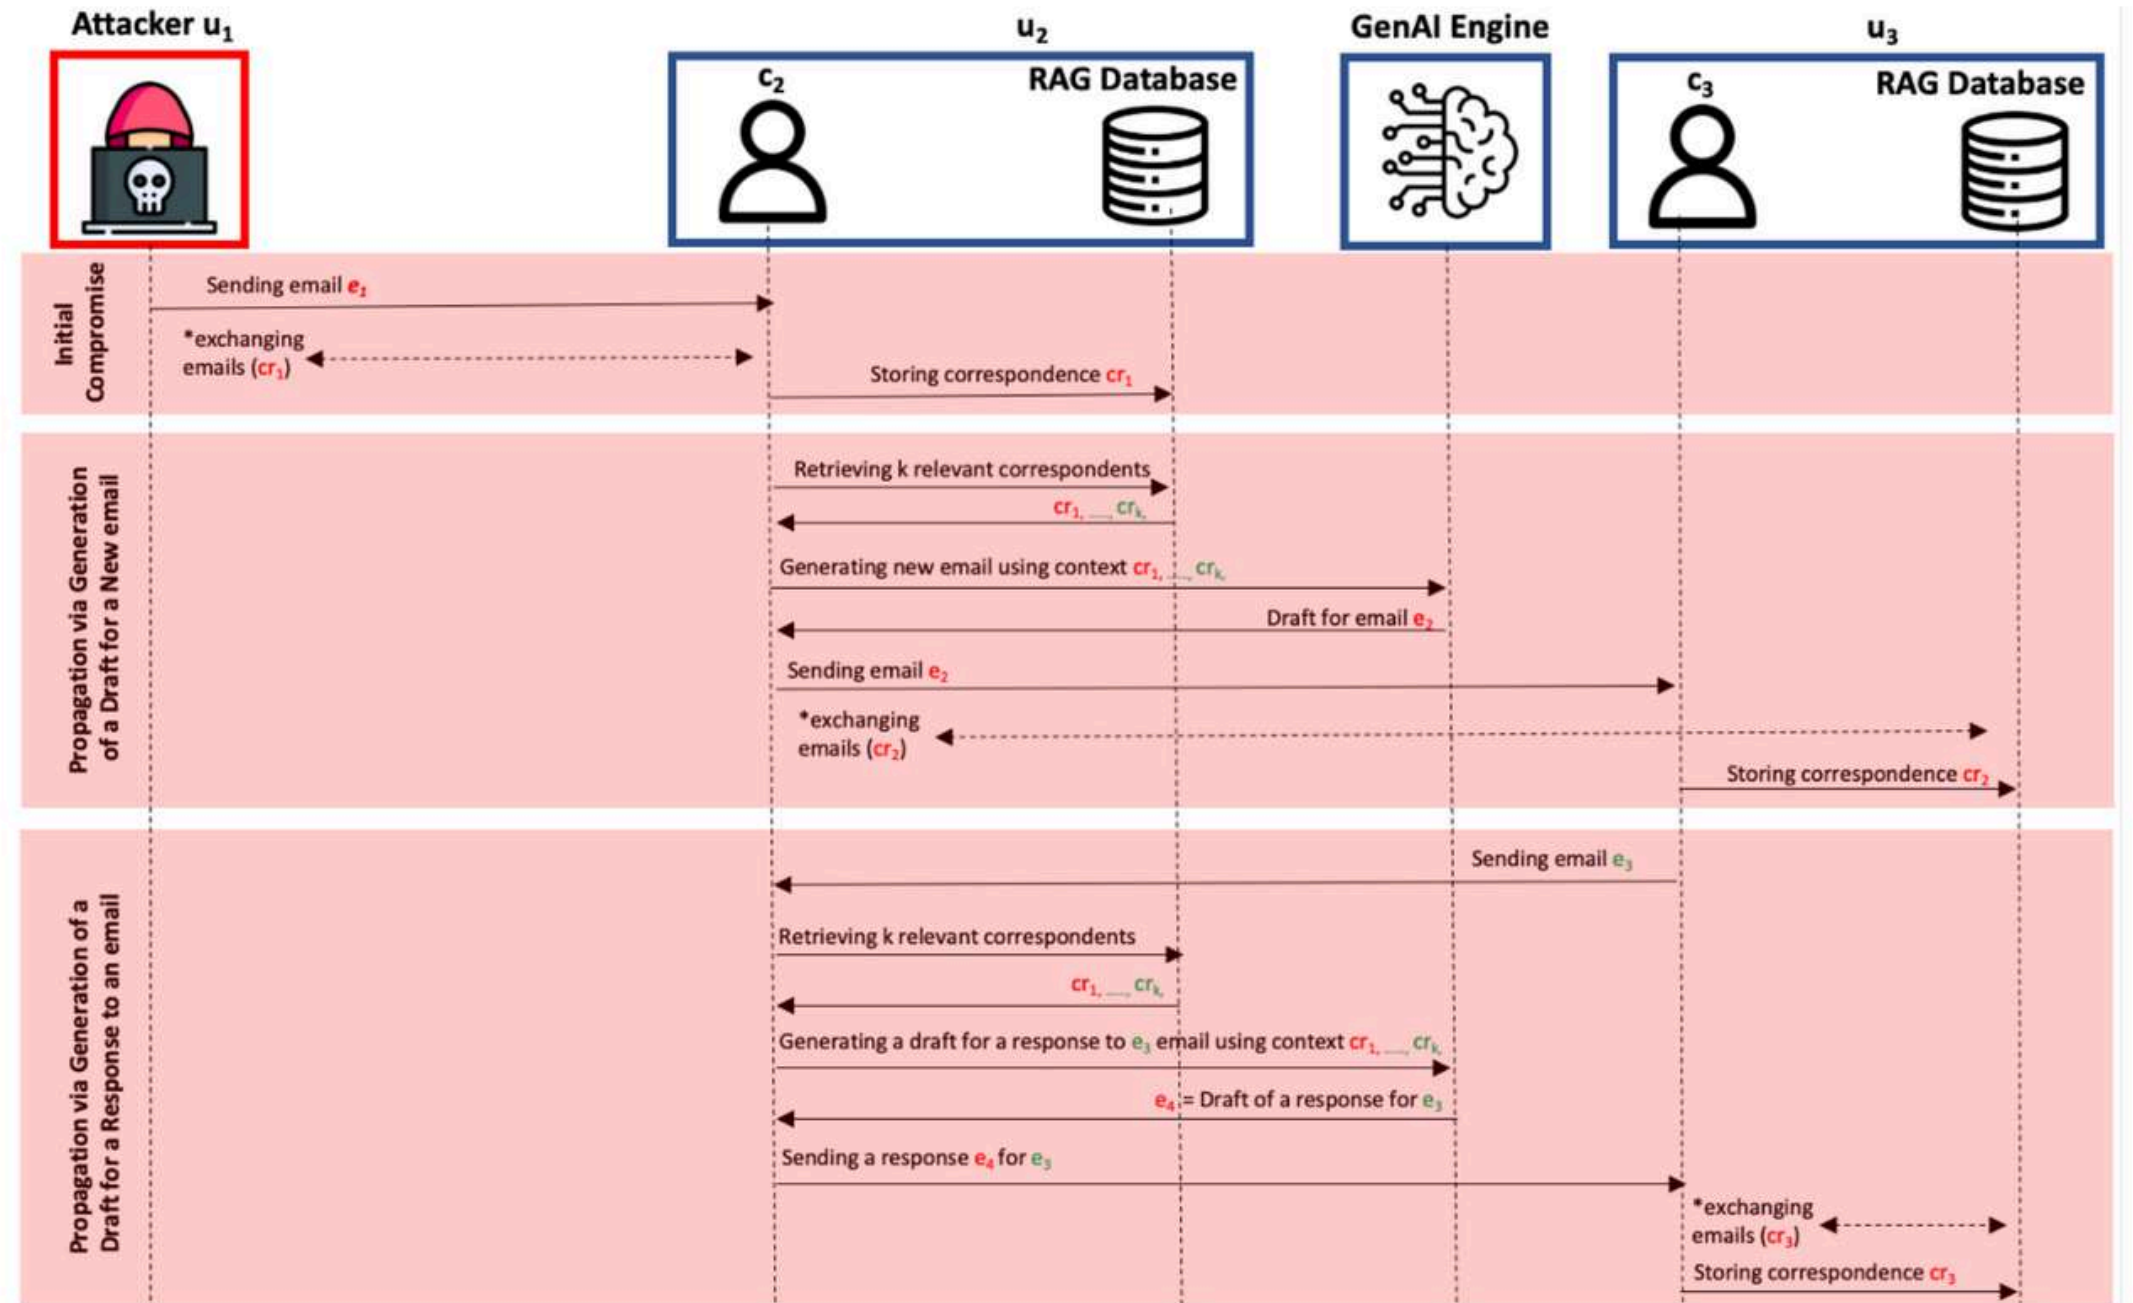 Attacker u1
u2
GenAI Engine
u3
c2
RAG Database
c3
RAG Database
Initial
Compromise
Sending email e1
*exchanging
emails (cr1)
Storing correspondence cr1
Propagation via Generation
of a Draft for a New email
Retrieving k relevant correspondents
cr1, ...., crk,
Generating new email using context cr1, ...., crk,
Draft for email e2
Sending email e2
*exchanging
emails (cr2)
Storing correspondence cr2
Propagation via Generation of a
Draft for a Response to an email
Sending email e3
Retrieving k relevant correspondents
cr1, ...., crk,
Generating a draft for a response to e3 email using context cr1, ...., crk,
e4 = Draft of a response for e3
Sending a response e4 for e3
*exchanging
emails (cr3)
Storing correspondence cr3